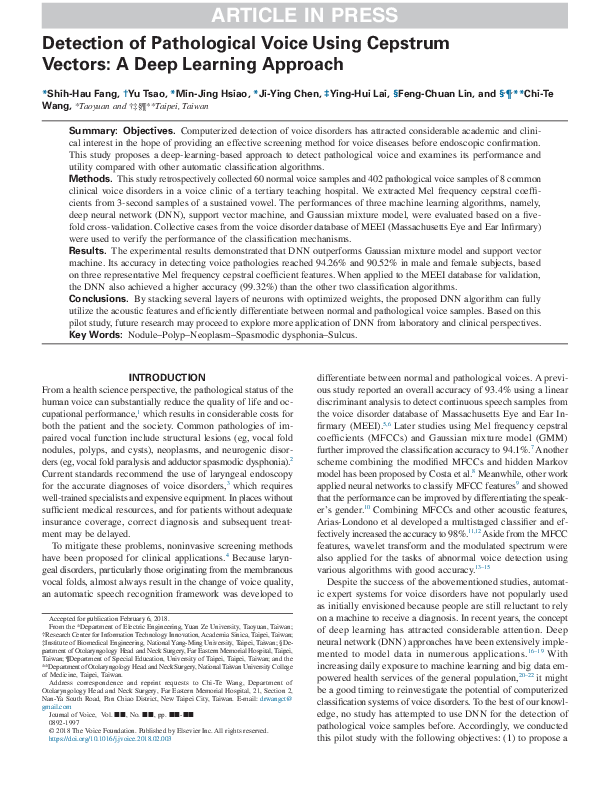 ARTICLE IN PRESS
Detection of Pathological Voice Using Cepstrum
Vectors: A Deep Learning Approach
*Shih-Hau Fang, †Yu Tsao, *Min-Jing Hsiao, *Ji-Ying Chen, ‡Ying-Hui Lai, §Feng-Chuan Lin, and §¶**Chi-Te
Wang, *Taoyuan and Taipei, Taiwan
Summary: Objectives. Computerized detection of voice disorders has attracted considerable academic and clini-
cal interest in the hope of providing an effective screening method for voice diseases before endoscopic confirmation.
This study proposes a deep-learning-based approach to detect pathological voice and examines its performance and
utility compared with other automatic classification algorithms.
Methods. This study retrospectively collected 60 normal voice samples and 402 pathological voice samples of 8 common
clinical voice disorders in a voice clinic of a tertiary teaching hospital. We extracted Mel frequency cepstral coeffi-
cients from 3-second samples of a sustained vowel. The performances of three machine learning algorithms, namely,
deep neural network (DNN), support vector machine, and Gaussian mixture model, were evaluated based on a five-
fold cross-validation. Collective cases from the voice disorder database of MEEI (Massachusetts Eye and Ear Infirmary)
were used to verify the performance of the classification mechanisms.
Results. The experimental results demonstrated that DNN outperforms Gaussian mixture model and support vector
machine. Its accuracy in detecting voice pathologies reached 94.26% and 90.52% in male and female subjects, based
on three representative Mel frequency cepstral coefficient features. When applied to the MEEI database for validation,
the DNN also achieved a higher accuracy (99.32%) than the other two classification algorithms.
Conclusions. By stacking several layers of neurons with optimized weights, the proposed DNN algorithm can fully
utilize the acoustic features and efficiently differentiate between normal and pathological voice samples. Based on this
pilot study, future research may proceed to explore more application of DNN from laboratory and clinical perspectives.
Key Words: Nodule–Polyp–Neoplasm–Spasmodic dysphonia–Sulcus.
INTRODUCTION
From a health science perspective, the pathological status of the
human voice can substantially reduce the quality of life and oc-
cupational performance,1 which results in considerable costs for
both the patient and the society. Common pathologies of im-
paired vocal function include structural lesions (eg, vocal fold
nodules, polyps, and cysts), neoplasms, and neurogenic disor-
ders (eg, vocal fold paralysis and adductor spasmodic dysphonia).2
Current standards recommend the use of laryngeal endoscopy
for the accurate diagnoses of voice disorders,3 which requires
well-trained specialists and expensive equipment. In places without
sufficient medical resources, and for patients without adequate
insurance coverage, correct diagnosis and subsequent treat-
ment may be delayed.
To mitigate these problems, noninvasive screening methods
have been proposed for clinical applications.4 Because laryn-
geal disorders, particularly those originating from the membranous
vocal folds, almost always result in the change of voice quality,
an automatic speech recognition framework was developed to
Accepted for publication February 6, 2018.
From the *Department of Electric Engineering, Yuan Ze University, Taoyuan, Taiwan;
†Research Center for Information Technology Innovation, Academia Sinica, Taipei, Taiwan;
‡Institute of Biomedical Engineering, National Yang-Ming University, Taipei, Taiwan; §De-
partment of Otolaryngology Head and Neck Surgery, Far Eastern Memorial Hospital, Taipei,
Taiwan; ¶Department of Special Education, University of Taipei, Taipei, Taiwan; and the
**Department of Otolaryngology Head and Neck Surgery, National Taiwan University College
of Medicine, Taipei, Taiwan.
Address correspondence and reprint requests to Chi-Te Wang, Department of
Otolaryngology Head and Neck Surgery, Far Eastern Memorial Hospital, 21, Section 2,
Nan-Ya South Road, Pan Chiao District, New Taipei City, Taiwan. E-mail: drwangct@
gmail.com
Journal of Voice, Vol. ■■, No. ■■, pp. ■■-■■
0892-1997
© 2018 The Voice Foundation. Published by Elsevier Inc. All rights reserved.
https://doi.org/10.1016/j.jvoice.2018.02.003
differentiate between normal and pathological voices. A previ-
ous study reported an overall accuracy of 93.4% using a linear
discriminant analysis to detect continuous speech samples from
the voice disorder database of Massachusetts Eye and Ear In-
firmary (MEEI).5,6 Later studies using Mel frequency cepstral
coefficients (MFCCs) and Gaussian mixture model (GMM)
further improved the classification accuracy to 94.1%.7 Another
scheme combining the modified MFCCs and hidden Markov
model has been proposed by Costa et al.8 Meanwhile, other work
applied neural networks to classify MFCC features9 and showed
that the performance can be improved by differentiating the speak-
er's gender.10 Combining MFCCs and other acoustic features,
Arias-Londono et al developed a multistaged classifier and ef-
fectively increased the accuracy to 98%.11,12 Aside from the MFCC
features, wavelet transform and the modulated spectrum were
also applied for the tasks of abnormal voice detection using
various algorithms with good accuracy.13–15
Despite the success of the abovementioned studies, automat-
ic expert systems for voice disorders have not popularly used
as initially envisioned because people are still reluctant to rely
on a machine to receive a diagnosis. In recent years, the concept
of deep learning has attracted considerable attention. Deep
neural network (DNN) approaches have been extensively imple-
mented to model data in numerous applications.16–19 With
increasing daily exposure to machine learning and big data em-
powered health services of the general population,20–22 it might
be a good timing to reinvestigate the potential of computerized
classification systems of voice disorders. To the best of our knowl-
edge, no study has attempted to use DNN for the detection of
pathological voice samples before. Accordingly, we conducted
this pilot study with the following objectives: (1) to propose a